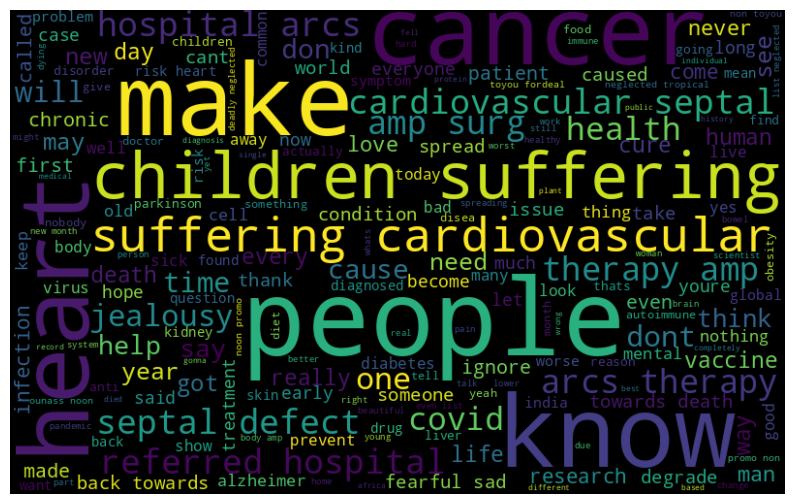 problem
food
immune
fell
hard
children
common
hospital arcs
cancer
non toyou
never
kind
going
individual
called
case
dying
new
day
don
cant
world
everyone
symptom
patient
protein
toyou fordeal
caused
neglected tropical
come
mean
long
see
list neglected
disorder
risk heart
give
deadly neglected
make
cardiovascular septal
will
chronic
amp surg
public
history
health
find
human
live
may
well
doctor
diagnosis
yet
away
now
actually
love
spread
still
work
healthy
worst
cure
first
might
medical
risk
single
today
plant
children suffering
old
parkinson
something
cell
condition
bad
spreading
disea
issue
thing
take
yes
bowel
nobody
new month
body
keep
person
heart
suffering cardiovascular
whats
woman
scientist
obesity
sick
found
death
every
cause
need
much
therapy amp
virus
hope
time
thank
diagnosed
become
many
look
thats
youre
global
question
noon promo
let
month
even
brain
autoimmune
infection
jealousy
kidney
diet
real
people
pain
wrong
dont
mental
nothing
record
system
gonna
better
tell
talk
lower
worse
reason
completely
help
say
diabetes
ignore
think
vaccine
anti
year
really
one
someone
arcs therapy
ounass noon
died
got
skin
early
right
yeah
beautiful
prep list
india
towards death
best
good
way
septal defect
said
treatment
drug
liver
covid
know
pandemic
back
show
prevent
body amp
young
life
due
promo non
made
referred hospital
want
part
back towards
alzheimer
home
africa
fearful sad
research
different
based
degrade
change
man